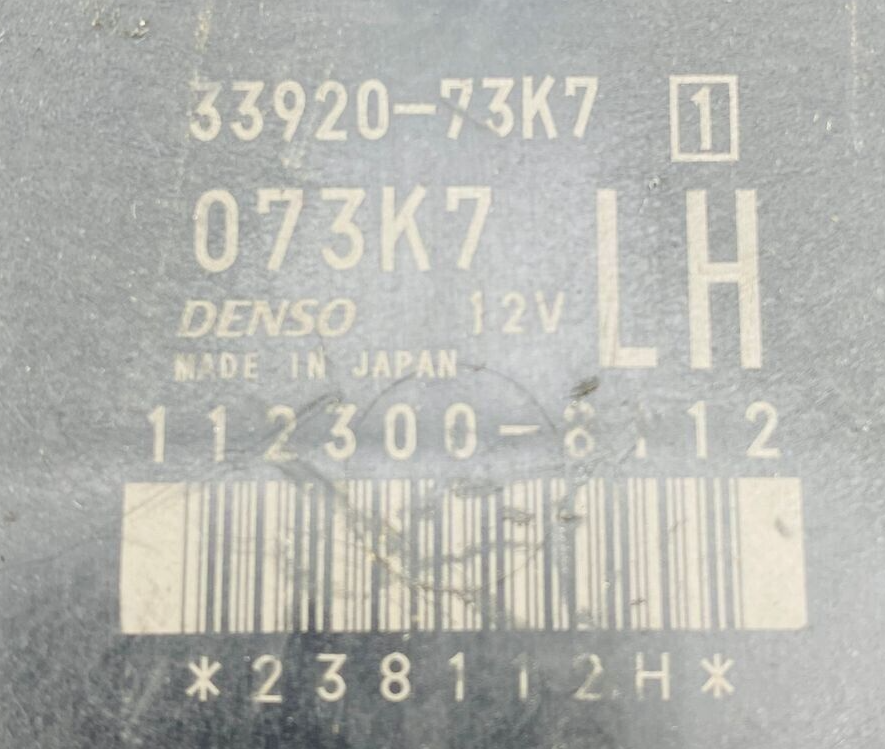 33920-73K7 1
073K7 LH
DENSO 12V
MADE IN JAPAN
112300-8112
*238112H*